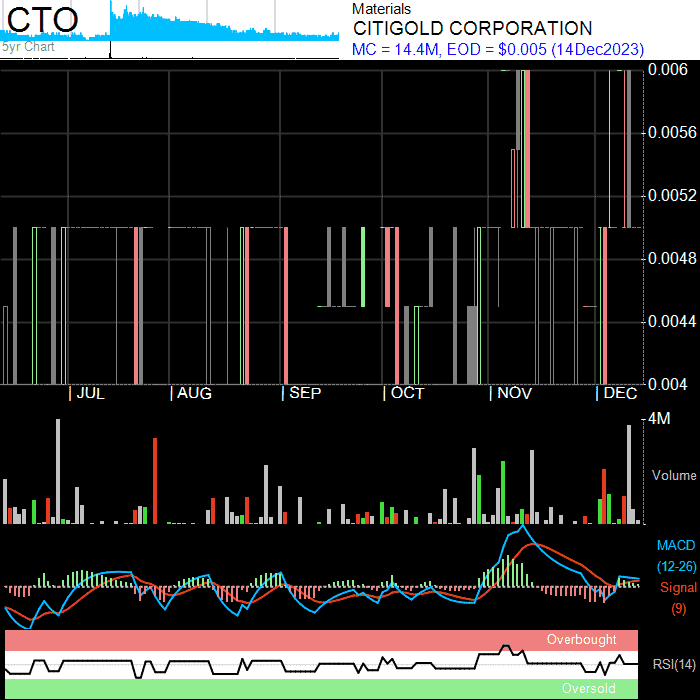 CTO
5yr Chart
Materials
CITIGOLD CORPORATION
MC = 14.4M, EOD = $0.005 (14Dec2023)
0.006
0.0056
0.0052
0.0048
0.0044
0.004
JUL AUG SEP OCT NOV DEC
4M
Volume
MACD
(12-26)
Signal
(9)
Overbought
RSI(14)
Oversold